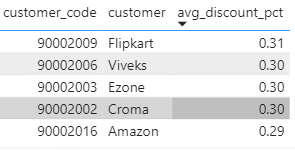 customer_code customer avg_discount_pct
90002009 Flipkart 0.31
90002006 Viveks 0.30
90002003 Ezone 0.30
90002002 Croma 0.30
90002016 Amazon 0.29